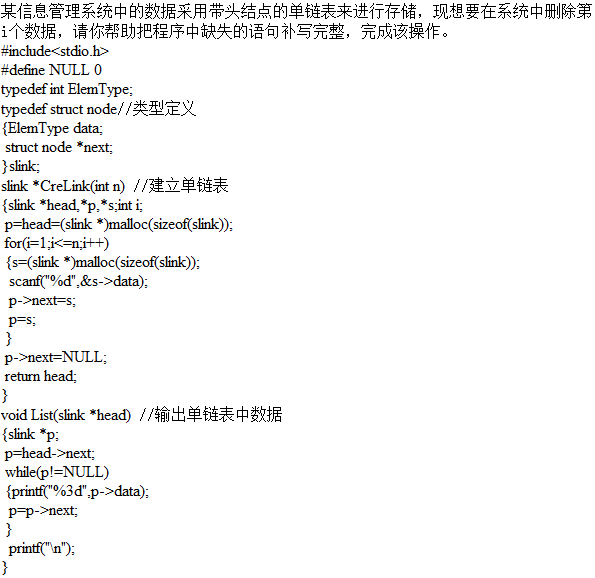 某信息管理系统中的数据采用带头结点的单链表来进行存储，现想要在系统中删除第
i个数据，请你帮助把程序中缺失的语句补写完整，完成该操作。
#include<stdio.h>
#define NULL 0
typedef int ElemType;
typedef struct node//类型定义
{ElemType data;
 struct node *next;
}slink;
slink *CreLink(int n)  //建立单链表
{slink *head,*p,*s;int i;
 p=head=(slink *)malloc(sizeof(slink));
 for(i=1;i<=n;i++)
 {s=(slink *)malloc(sizeof(slink));
  scanf("%d",&s->data);
  p->next=s;
  p=s;
 }
 p->next=NULL;
 return head;
}
void List(slink *head)  //输出单链表中数据
{slink *p;
 p=head->next;
 while(p!=NULL)
 {printf("%3d",p->data);
  p=p->next;
 }
  printf("\n");
}